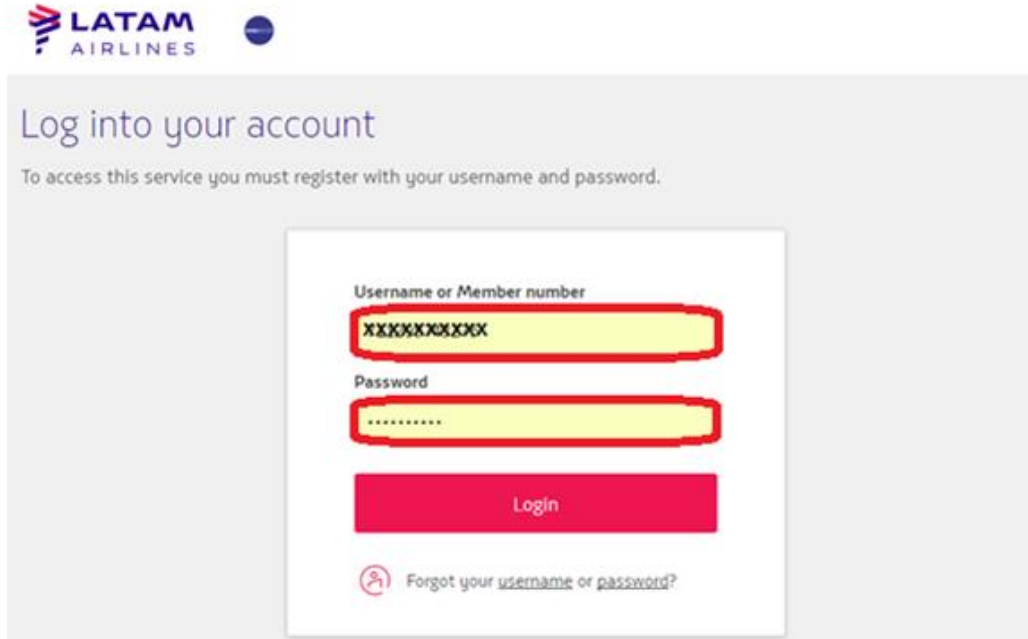 LATAM
AIRLINES
Log into your account
To access this service you must register with your username and password.
Username or Member number
XXXXXXXXXX
Password
••••••••••
Login
Forgot your username or password?